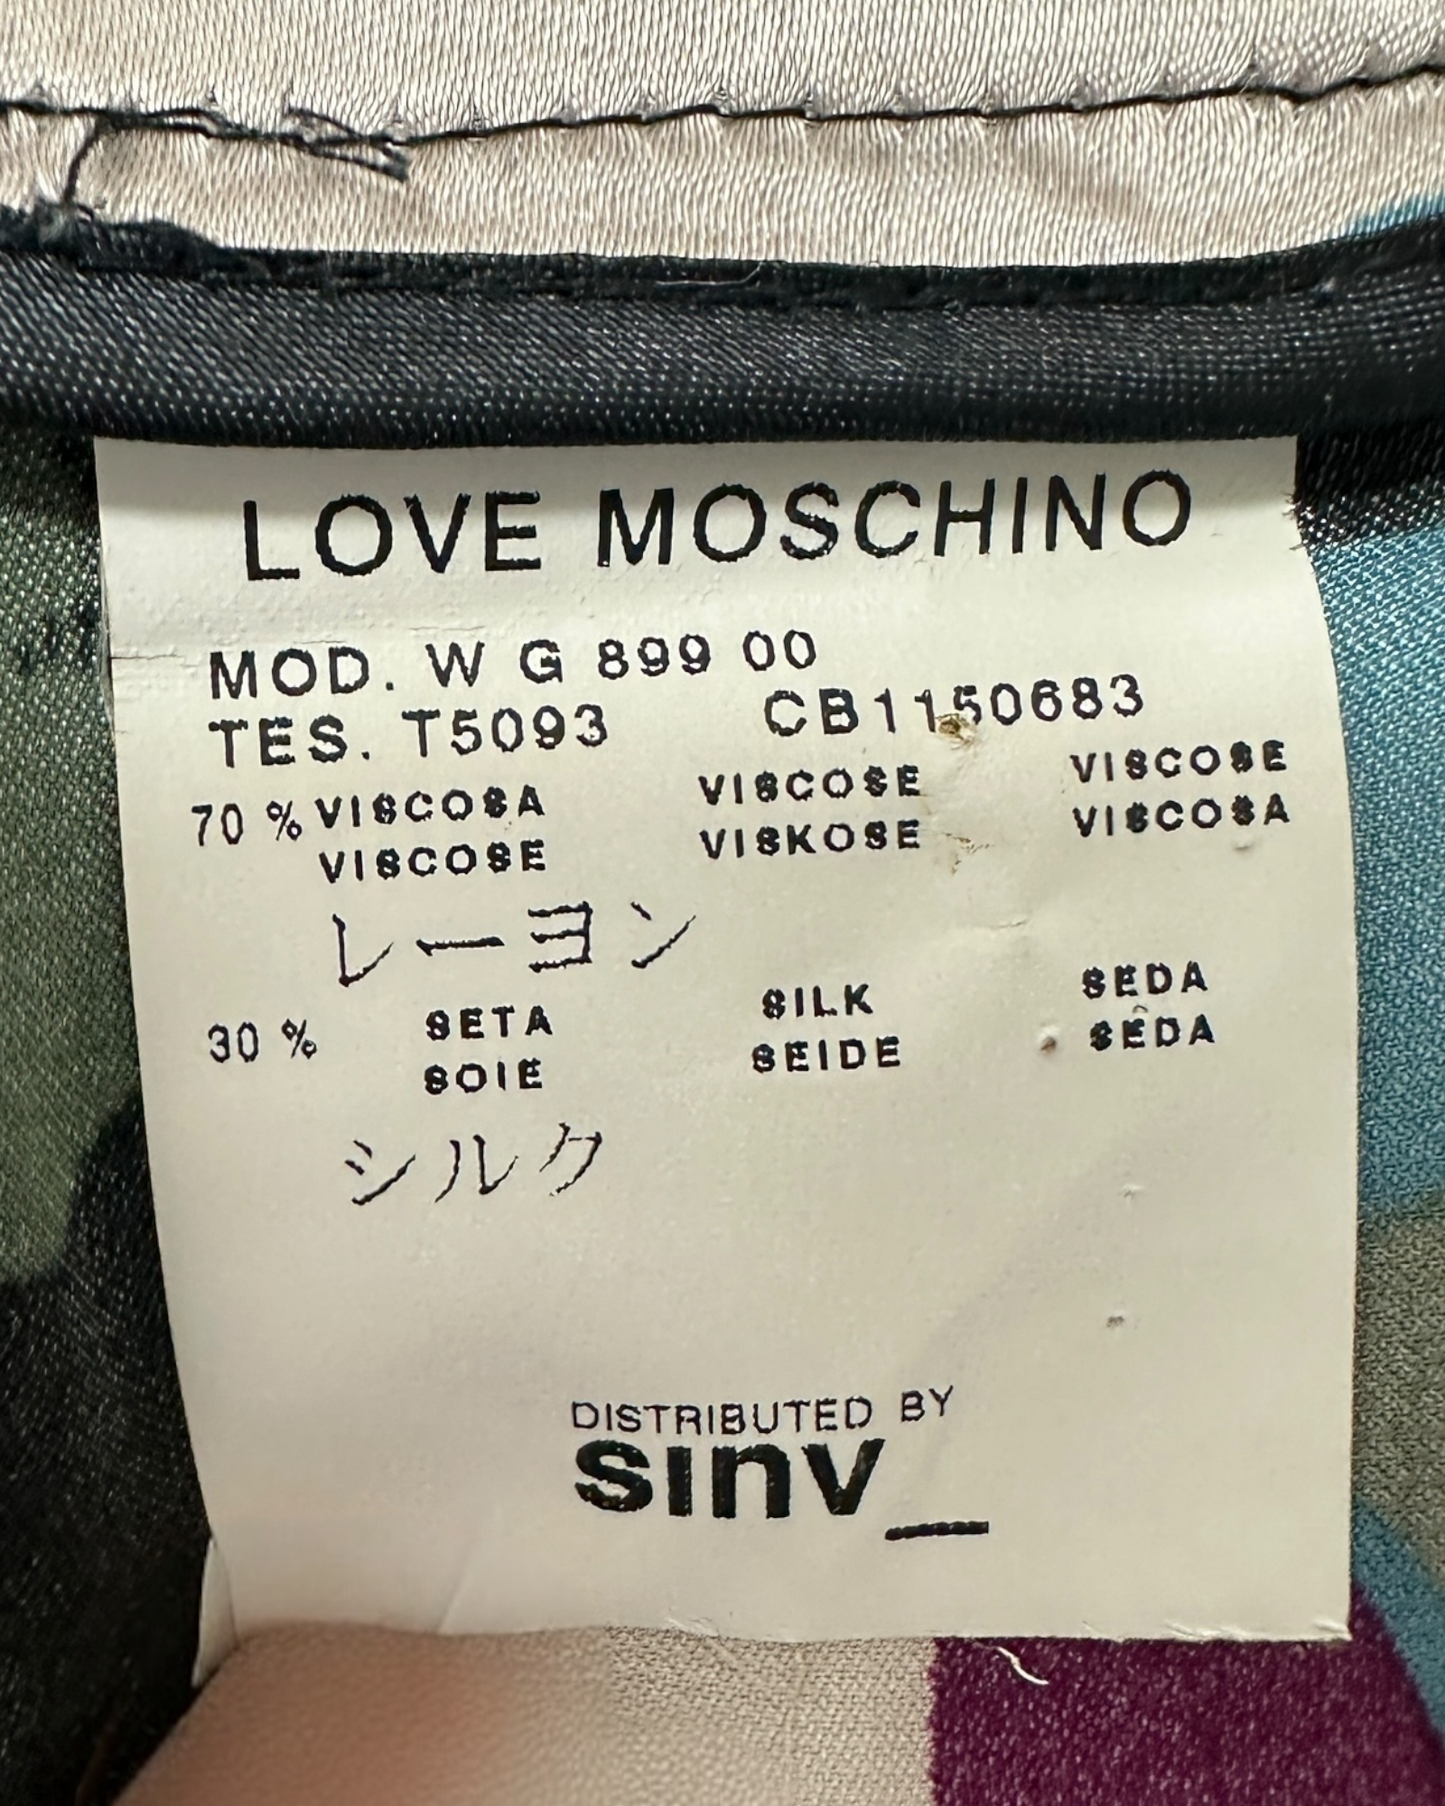 LOVE MOSCHINO
MOD. W G 899 00
TES. T5093 CB1150683
70 % VISCOSA VISCOSE VISCOSE
VISCOSE VISKOSE VISCOSA
レーヨン
30 % SETA SILK SEDA
SOIE SEIDE SEDA
シルク
DISTRIBUTED BY
sinv_